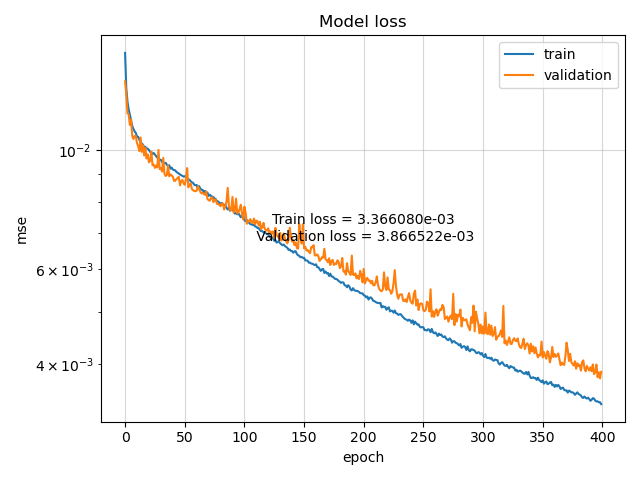 Model loss
train
validation
10⁻²
Train loss = 3.366080e-03
Validation loss = 3.866522e-03
mse
6 × 10⁻³
4 × 10⁻³
0 50 100 150 200 250 300 350 400
epoch